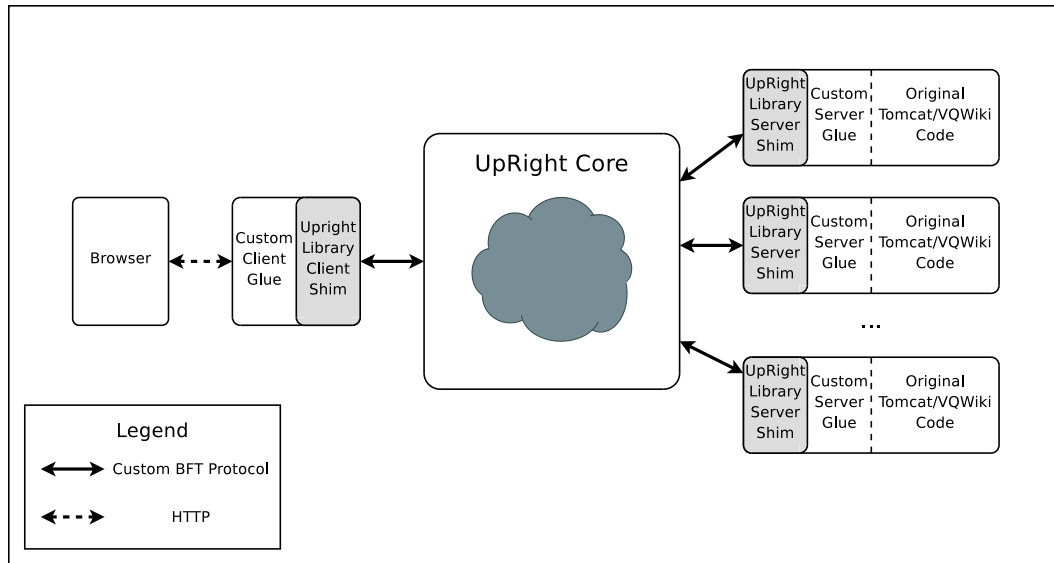 Browser
Custom
Client
Glue
Upright
Library
Client
Shim
UpRight Core
UpRight
Library
Server
Shim
Custom
Server
Glue
Original
Tomcat/VQWiki
Code
UpRight
Library
Server
Shim
Custom
Server
Glue
Original
Tomcat/VQWiki
Code
...
UpRight
Library
Server
Shim
Custom
Server
Glue
Original
Tomcat/VQWiki
Code
Legend
Custom BFT Protocol
HTTP